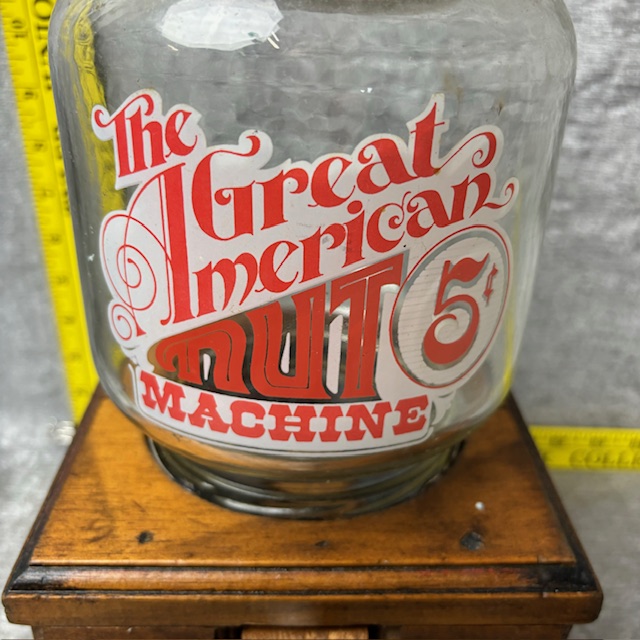 The
Great
American
NUT 5¢
MACHINE